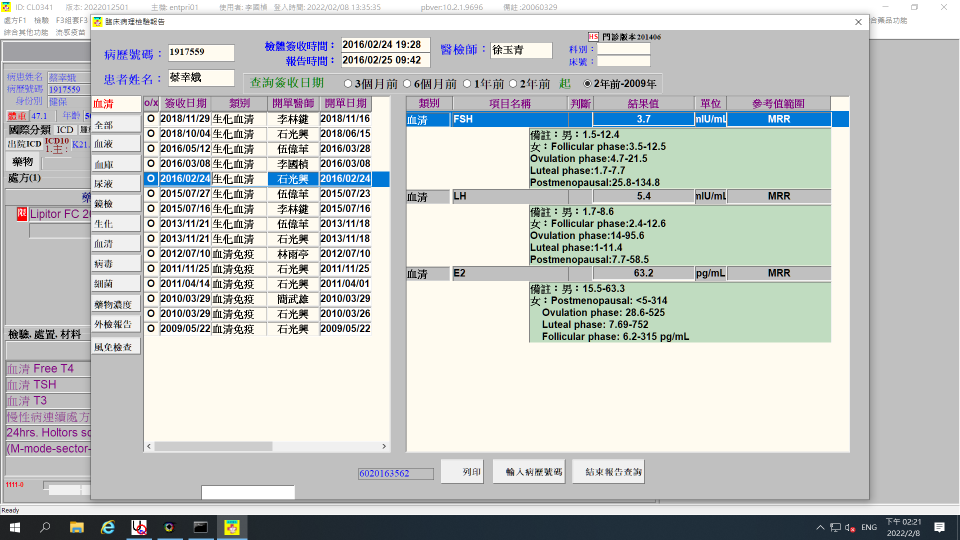 ID: CL0341 版本: 2022012501 主機: entpri01 使用者: 李國楨 登入時間: 2022/02/08 13:35:35 pbver:10.2.1.9696 備註:20060329
處方F1 檢驗 F3組套F3
綜合其他功能 流感疫苗
合藥品功能
臨床病理檢驗報告
病歷號碼： 1917559
檢體簽收時間： 2016/02/24 19:28
報告時間： 2016/02/25 09:42
醫檢師： 徐玉青
HS 門診版本201406
科別：
床號：
患者姓名： 蔡幸娥
查詢簽收日期 3個月前 6個月前 1年前 2年前 起 2年前-2009年
病患姓名 蔡幸娥
病歷號碼 1917559
身份別 健保
體重 47.1 年齡
國際分類 ICD
出院ICD ICD10 1.主:
藥物
處方(1)
限 Lipitor FC
檢驗, 處置, 材料
血清 Free T4
血清 TSH
血清 T3
慢性病連續處方
24hrs. Holtors
(M-mode-sector-
1111-0
Ready
血清
全部
血液
血庫
尿液
鏡檢
生化
血清
病毒
細菌
藥物濃度
外檢報告
風免檢查
o/x 簽收日期 類別 開單醫師 開單日期
O 2018/11/29 生化血清 李林鍵 2018/11/16
O 2018/10/04 生化血清 石光興 2018/06/15
O 2016/05/12 生化血清 伍偉華 2016/03/28
O 2016/03/08 生化血清 李國楨 2016/03/08
O 2016/02/24 生化血清 石光興 2016/02/24
O 2015/07/27 生化血清 伍偉華 2015/07/23
O 2015/07/16 生化血清 李林鍵 2015/07/16
O 2013/11/21 生化血清 伍偉華 2013/11/18
O 2013/11/21 生化血清 石光興 2013/11/18
O 2012/07/10 血清免疫 林雨亭 2012/07/10
O 2011/11/25 血清免疫 石光興 2011/11/25
O 2011/04/14 血清免疫 石光興 2011/04/01
O 2010/03/29 血清免疫 簡武雄 2010/03/29
O 2010/03/29 血清免疫 石光興 2010/03/26
O 2009/05/22 血清免疫 石光興 2009/05/22
類別 項目名稱 判斷 結果值 單位 參考值範圍
血清 FSH 3.7 nIU/mL MRR
備註：男：1.5-12.4
女：Follicular phase:3.5-12.5
Ovulation phase:4.7-21.5
Luteal phase:1.7-7.7
Postmenopausal:25.8-134.8
血清 LH 5.4 nIU/mL MRR
備註：男：1.7-8.6
女：Follicular phase:2.4-12.6
Ovulation phase:14-95.6
Luteal phase:1-11.4
Postmenopausal:7.7-58.5
血清 E2 63.2 pg/mL MRR
備註：男：15.5-63.3
女：Postmenopausal: <5-314
Ovulation phase: 28.6-525
Luteal phase: 7.69-752
Follicular phase: 6.2-315 pg/mL
6020163562 列印 輸入病歷號碼 結束報告查詢
ENG 下午 02:21
2022/2/8